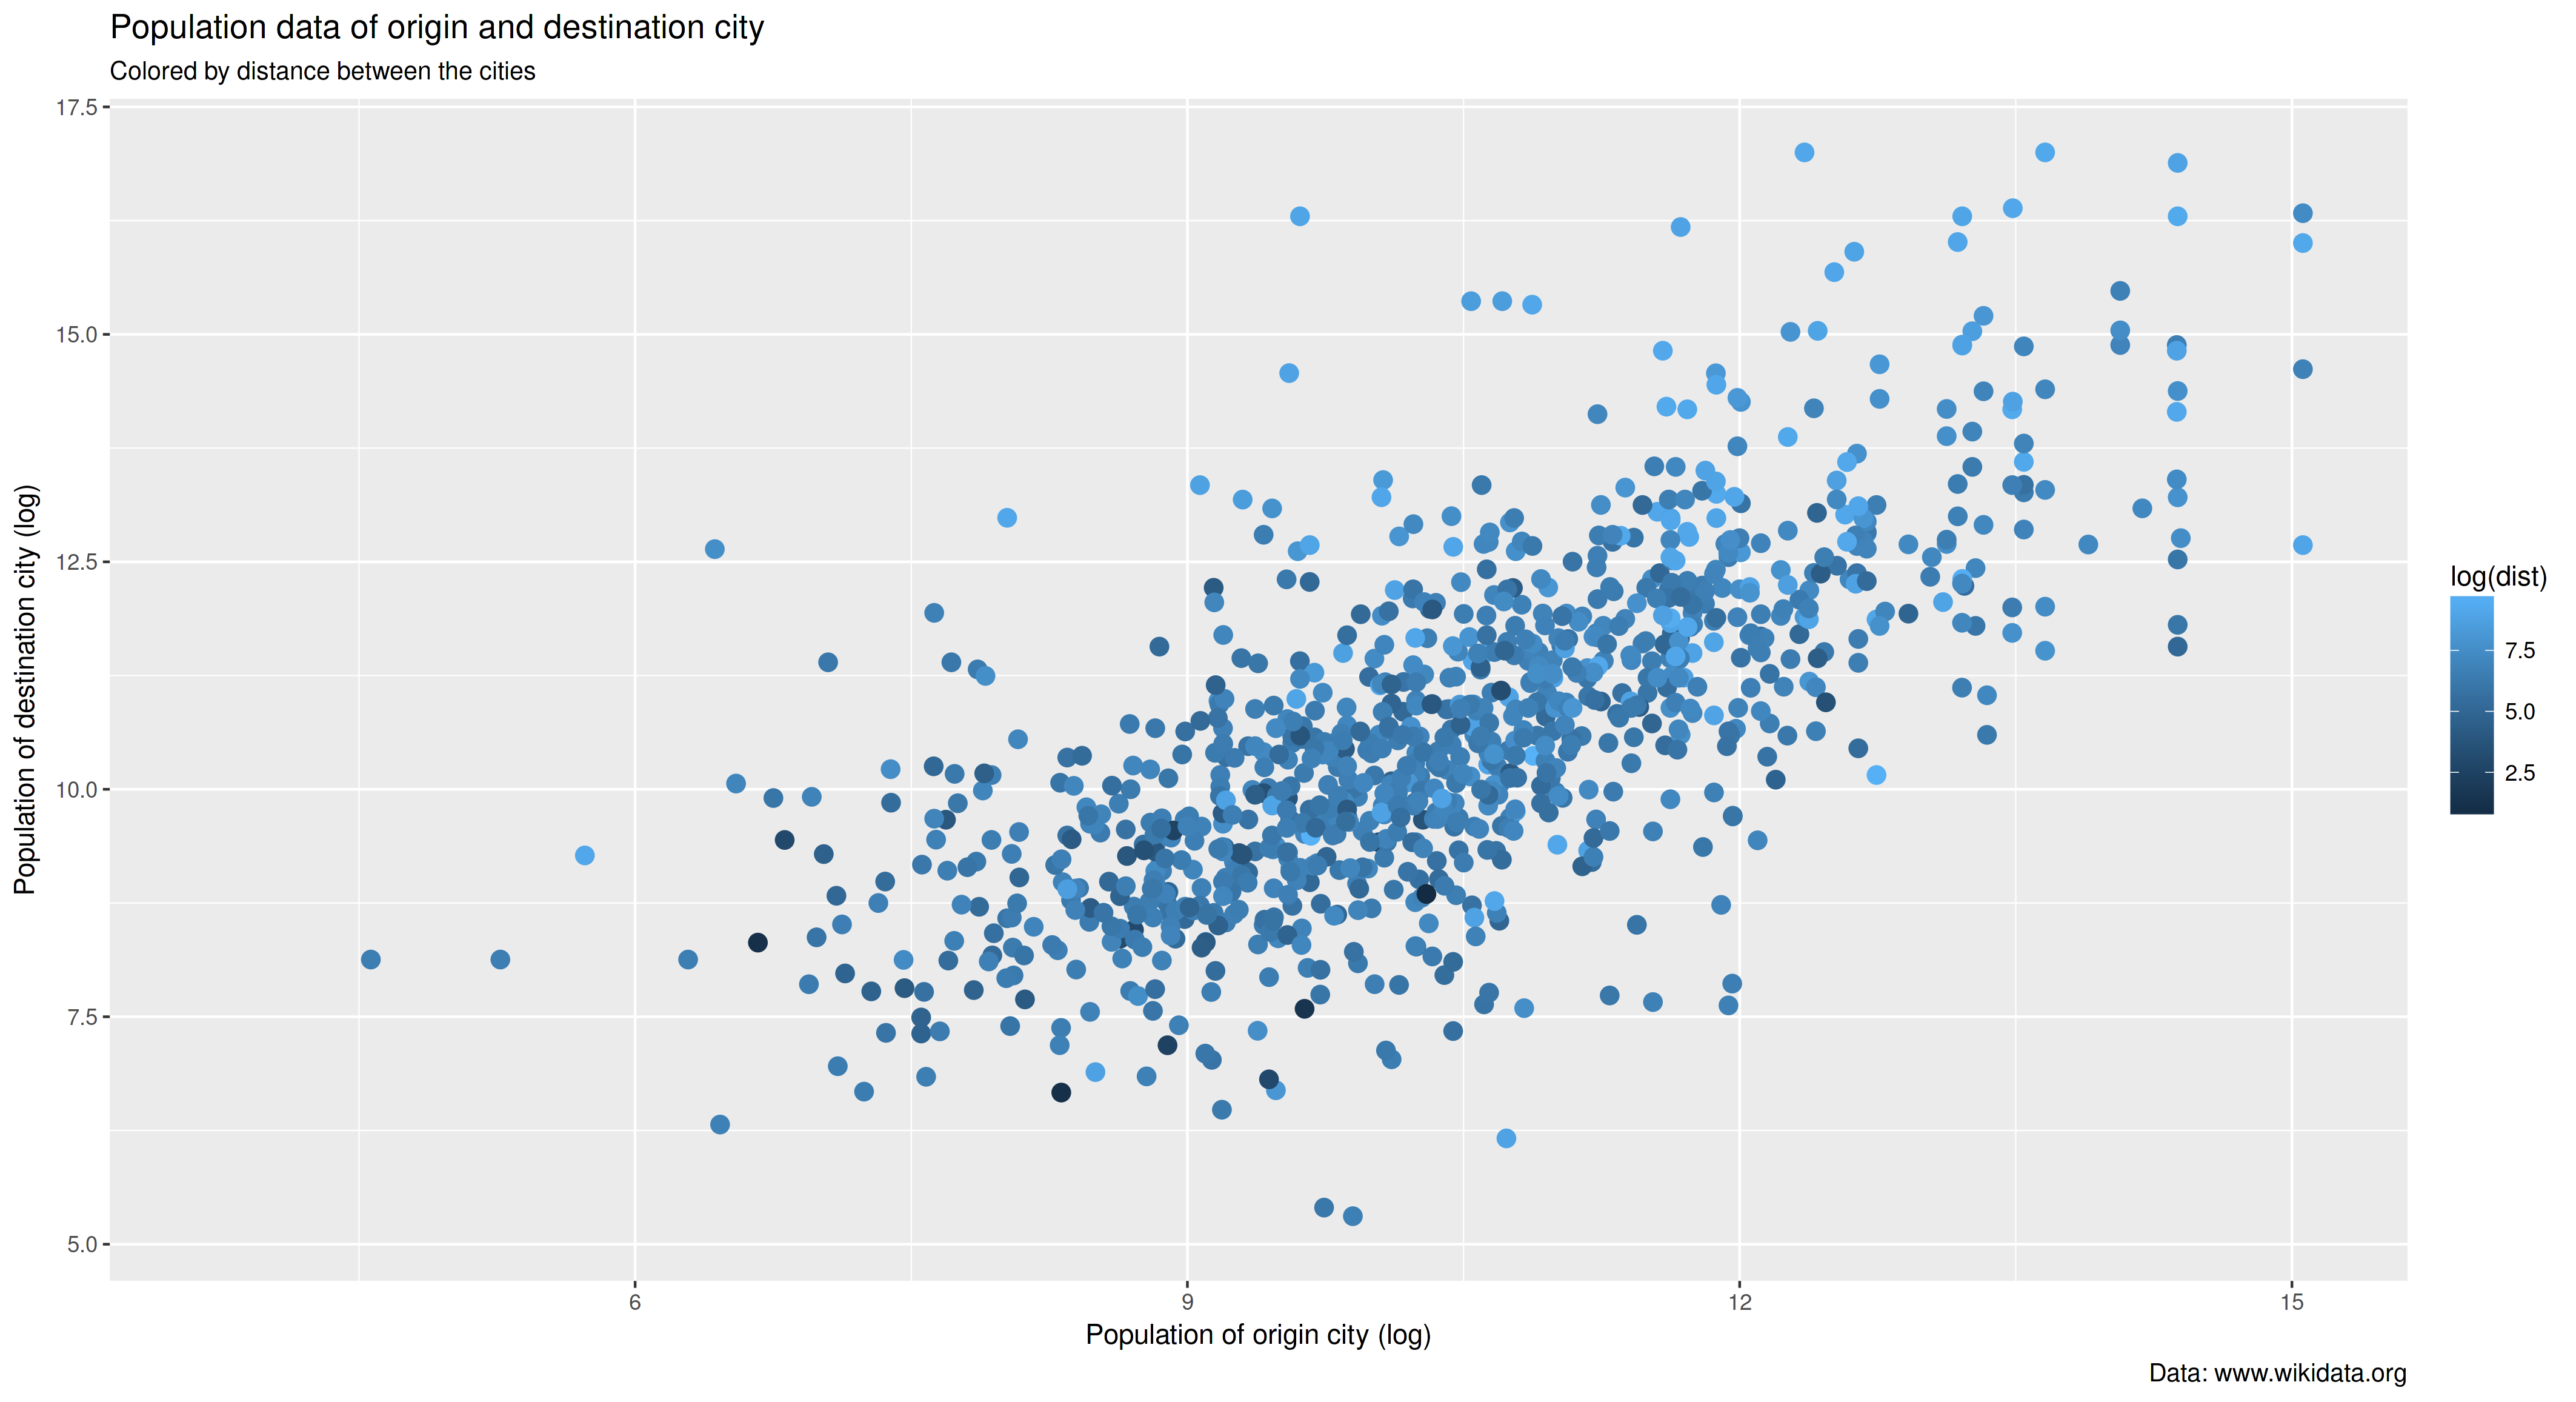 Population data of origin and destination city
Colored by distance between the cities
Population of destination city (log)
17.5
15.0
12.5
10.0
7.5
5.0
6
9
12
15
Population of origin city (log)
log(dist)
7.5
5.0
2.5
Data: www.wikidata.org